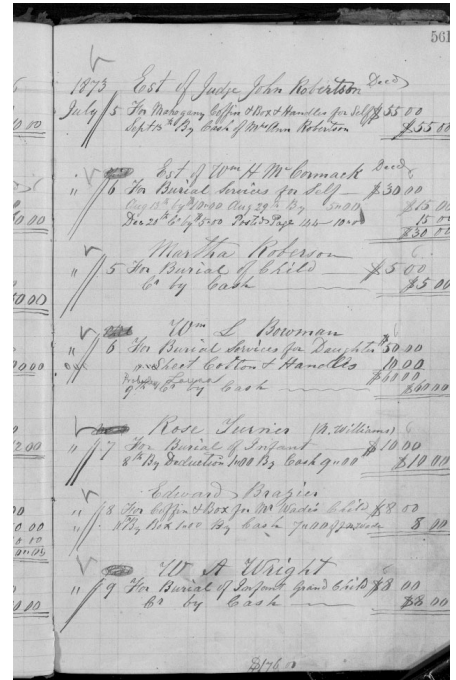 561
1873 Est of Judge John Robertson Decd
July 5 For Mahogany Coffin & Box & Handles for Self $55 00
Sept 13th By Cash of Mrs Ann Robertson $55 00
Est of Wm H McCormack Decd
" 6 For Burial Services for Self $30 00
Aug 13th by $10.00 Aug 29th By 5.00 $15 00
Dec 20th Cr by $5.00 Posted Page 10.00 15 00
$30 00
Martha Roberson
" 5 For Burial of Child $5 00
Cr by Cash $5 00
Wm L Bowman
" 6 For Burial Services for Daughter $50 00
Sheet Cotton & Handles 10 00
$60 00
9th Cr by Cash $60 00
Rose Turner (N. Williams)
" 7 For Burial of Infant $10 00
8th By Deduction 1.00 By Cash 9.00 $10 00
Edward Brazier
" 8 For Coffin & Box for Mr Wades Child $8 00
By Box 1.00 By Cash 7.00 8 00
W A Wright
" 9 For Burial of Infant Grand Child $8 00
Cr by Cash $8 00
$176.00